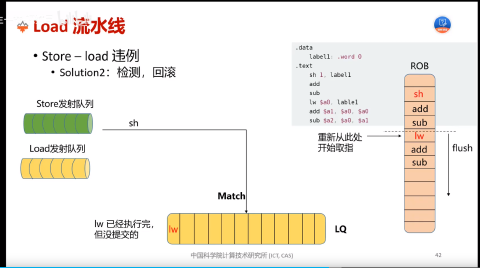 Load 流水线
• Store – load 违例
• Solution2：检测，回滚
.data
label1: .word 0
.text
sh 1, label1
add
sub
lw $a0, lable1
add $a1, $a0, $a0
sub $a2, $a0, $a1
ROB
sh
add
sub
lw
add
sub
重新从此处
开始取指
flush
Store发射队列
sh
Load发射队列
Match
lw 已经执行完，
但没提交的
lw
LQ
中国科学院计算技术研究所 (ICT, CAS)
42